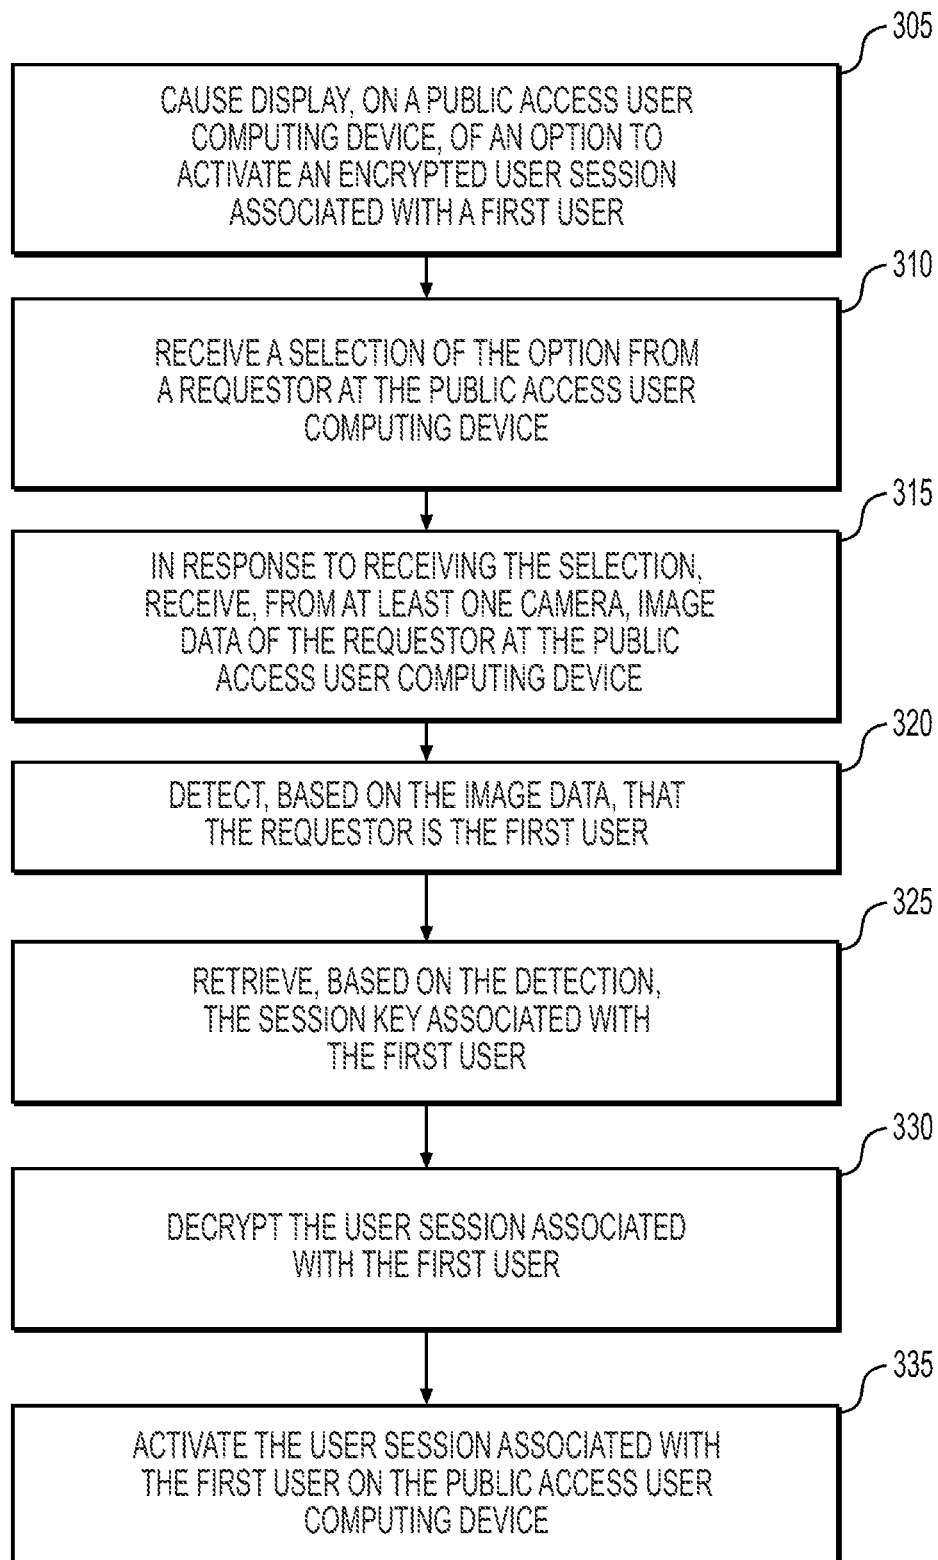 305
CAUSE DISPLAY, ON A PUBLIC ACCESS USER
COMPUTING DEVICE, OF AN OPTION TO
ACTIVATE AN ENCRYPTED USER SESSION
ASSOCIATED WITH A FIRST USER
310
RECEIVE A SELECTION OF THE OPTION FROM
A REQUESTOR AT THE PUBLIC ACCESS USER
COMPUTING DEVICE
315
IN RESPONSE TO RECEIVING THE SELECTION,
RECEIVE, FROM AT LEAST ONE CAMERA, IMAGE
DATA OF THE REQUESTOR AT THE PUBLIC
ACCESS USER COMPUTING DEVICE
320
DETECT, BASED ON THE IMAGE DATA, THAT
THE REQUESTOR IS THE FIRST USER
325
RETRIEVE, BASED ON THE DETECTION,
THE SESSION KEY ASSOCIATED WITH
THE FIRST USER
330
DECRYPT THE USER SESSION ASSOCIATED
WITH THE FIRST USER
335
ACTIVATE THE USER SESSION ASSOCIATED WITH
THE FIRST USER ON THE PUBLIC ACCESS USER
COMPUTING DEVICE